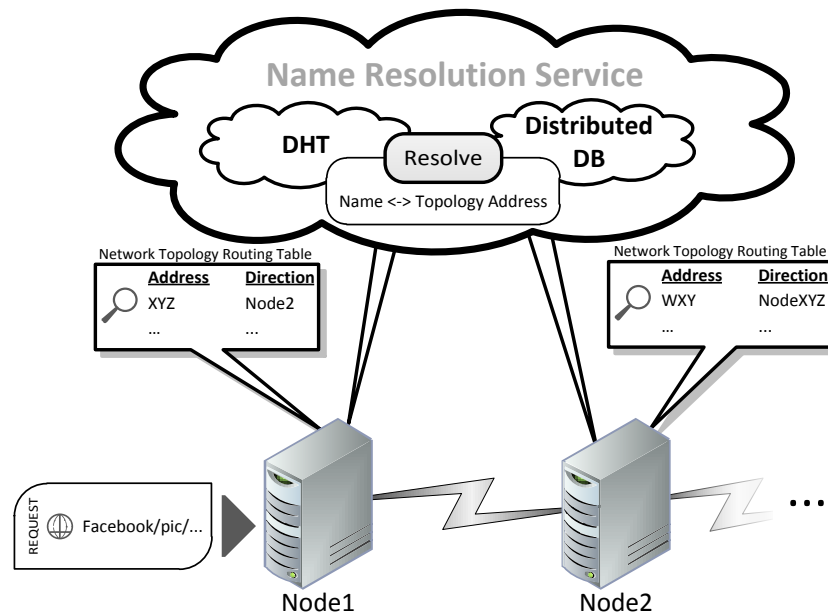 Name Resolution Service
DHT
Distributed
DB
Resolve
Name <-> Topology Address
Network Topology Routing Table
Address Direction
XYZ Node2
... ...
Network Topology Routing Table
Address Direction
WXY NodeXYZ
... ...
REQUEST
Facebook/pic/...
...
Node1
Node2